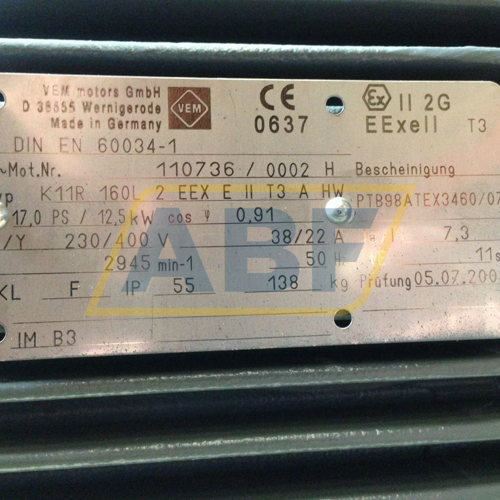 VEM motors GmbH
D 38855 Wernigerode
Made in Germany
VEM
CE
0637
Ex II 2G
EExeII T3
DIN EN 60034-1
~Mot.Nr. 110736 / 0002 H Bescheinigung
K11R 160L 2 EEX E II T3 A HW PTB98ATEX3460/07
17,0 PS / 12,5 kW cos φ 0,91
/Y 230/400 V 38/22 A 7,3
2945 min-1 50 H 11s
KL F IP 55 138 kg Prüfung 05.07.200
IM B3
ABF